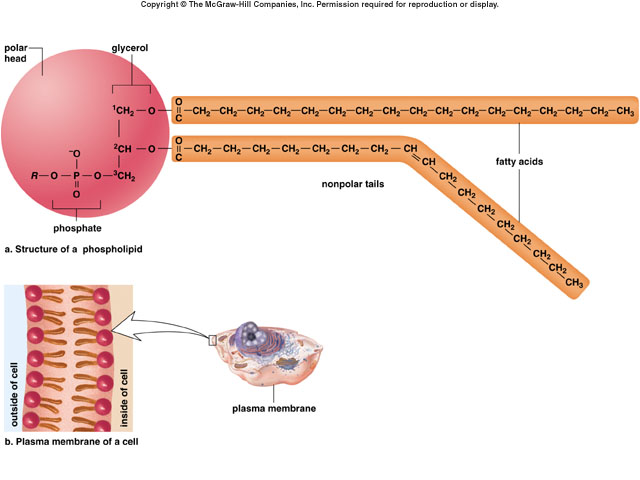 Copyright © The McGraw-Hill Companies, Inc. Permission required for reproduction or display.
polar head
glycerol
O
¹CH₂—O—C—CH₂—CH₂—CH₂—CH₂—CH₂—CH₂—CH₂—CH₂—CH₂—CH₂—CH₂—CH₂—CH₂—CH₂—CH₂—CH₃
O
²CH—O—C—CH₂—CH₂—CH₂—CH₂—CH₂—CH₂—CH₂—CH
CH
CH₂
CH₂
CH₂
CH₂
CH₂
CH₂
CH₂
CH₃
⁻O
R—O—P—O—³CH₂
O
fatty acids
nonpolar tails
phosphate
a. Structure of a phospholipid
outside of cell
inside of cell
plasma membrane
b. Plasma membrane of a cell